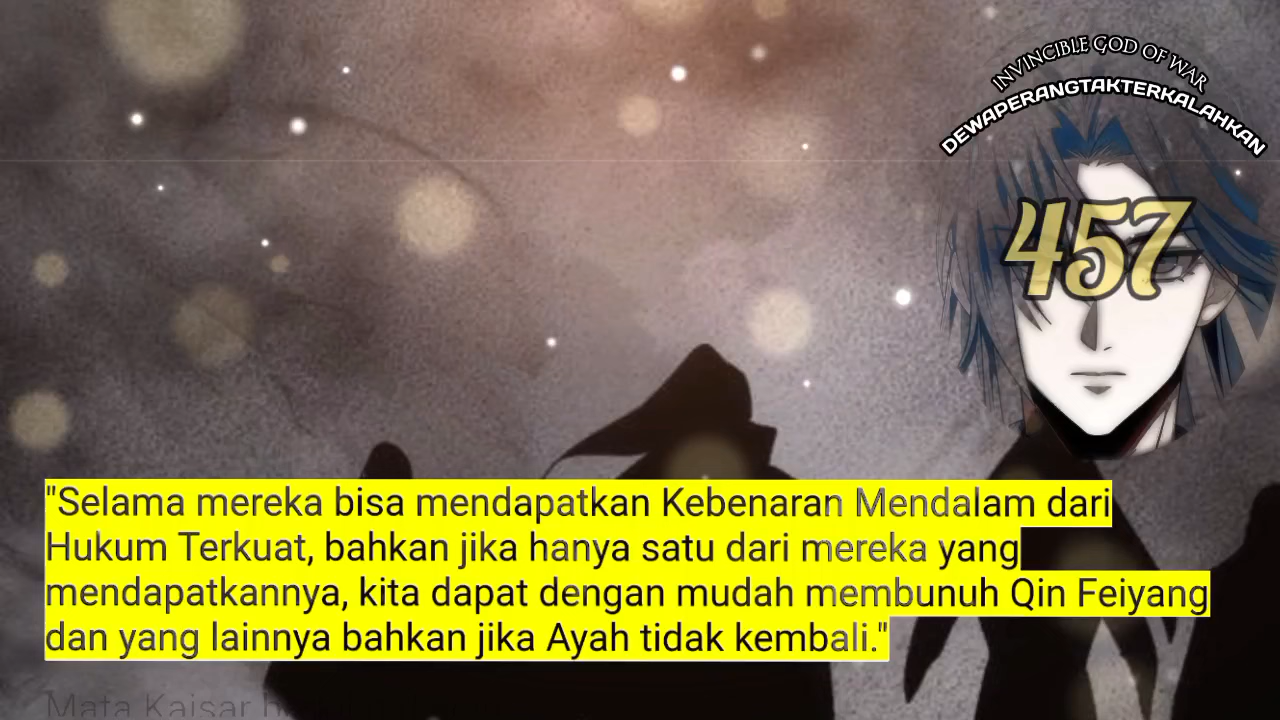 INVINCIBLE GOD OF WAR
DEWAPERANGTAKTERKALAHKAN
457
"Selama mereka bisa mendapatkan Kebenaran Mendalam dari
Hukum Terkuat, bahkan jika hanya satu dari mereka yang
mendapatkannya, kita dapat dengan mudah membunuh Qin Feiyang
dan yang lainnya bahkan jika Ayah tidak kembali."
Mata Kaisar